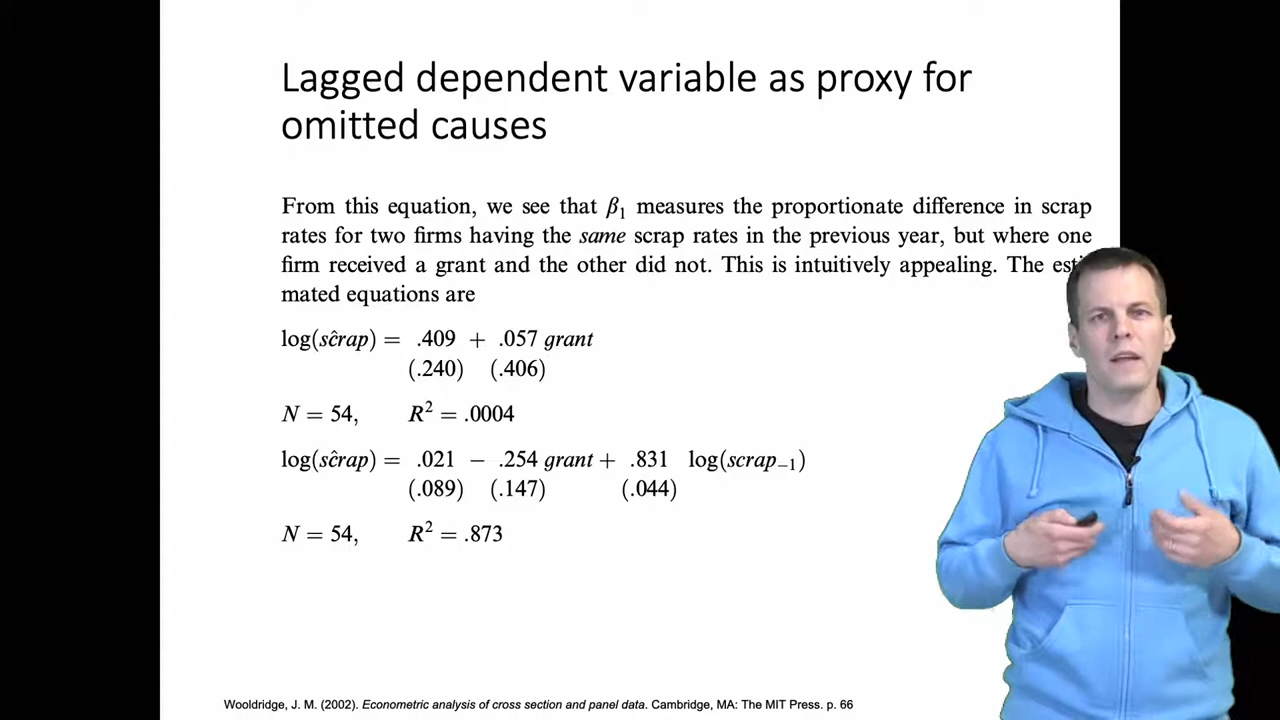 Lagged dependent variable as proxy for
omitted causes
From this equation, we see that β₁ measures the proportionate difference in scrap
rates for two firms having the same scrap rates in the previous year, but where one
firm received a grant and the other did not. This is intuitively appealing. The
mated equations are
log(scr̂ap) = .409 + .057 grant
(.240) (.406)
N = 54, R² = .0004
log(scr̂ap) = .021 − .254 grant + .831 log(scrap₋₁)
(.089) (.147) (.044)
N = 54, R² = .873
Wooldridge, J. M. (2002). Econometric analysis of cross section and panel data. Cambridge, MA: The MIT Press. p. 66